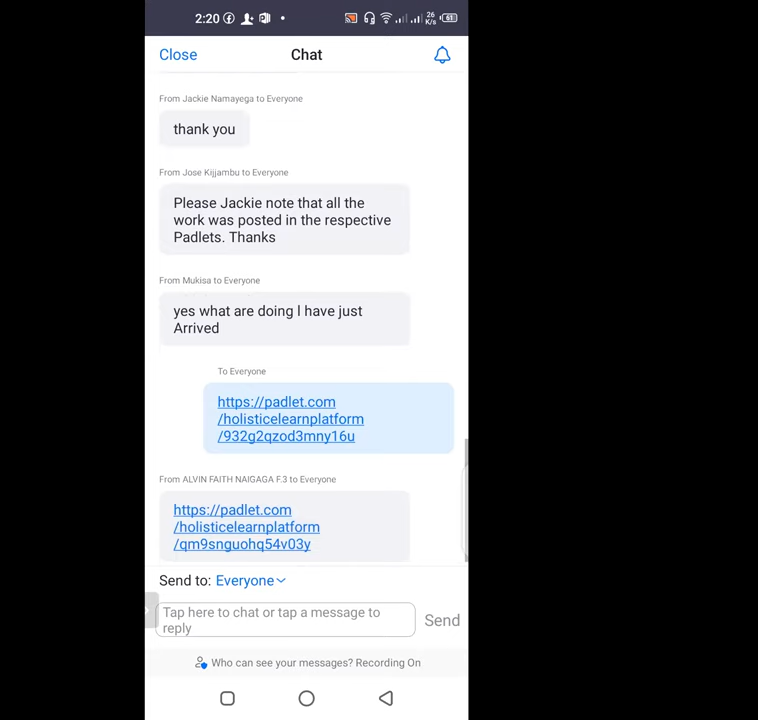 2:20
26
K/s
61
Close
Chat
From Jackie Namayega to Everyone
thank you
From Jose Kijjambu to Everyone
Please Jackie note that all the
work was posted in the respective
Padlets. Thanks
From Mukisa to Everyone
yes what are doing I have just
Arrived
To Everyone
https://padlet.com
/holisticelearnplatform
/932g2qzod3mny16u
From ALVIN FAITH NAIGAGA F.3 to Everyone
https://padlet.com
/holisticelearnplatform
/qm9snguohq54v03y
Send to: Everyone
Tap here to chat or tap a message to
reply
Send
Who can see your messages? Recording On